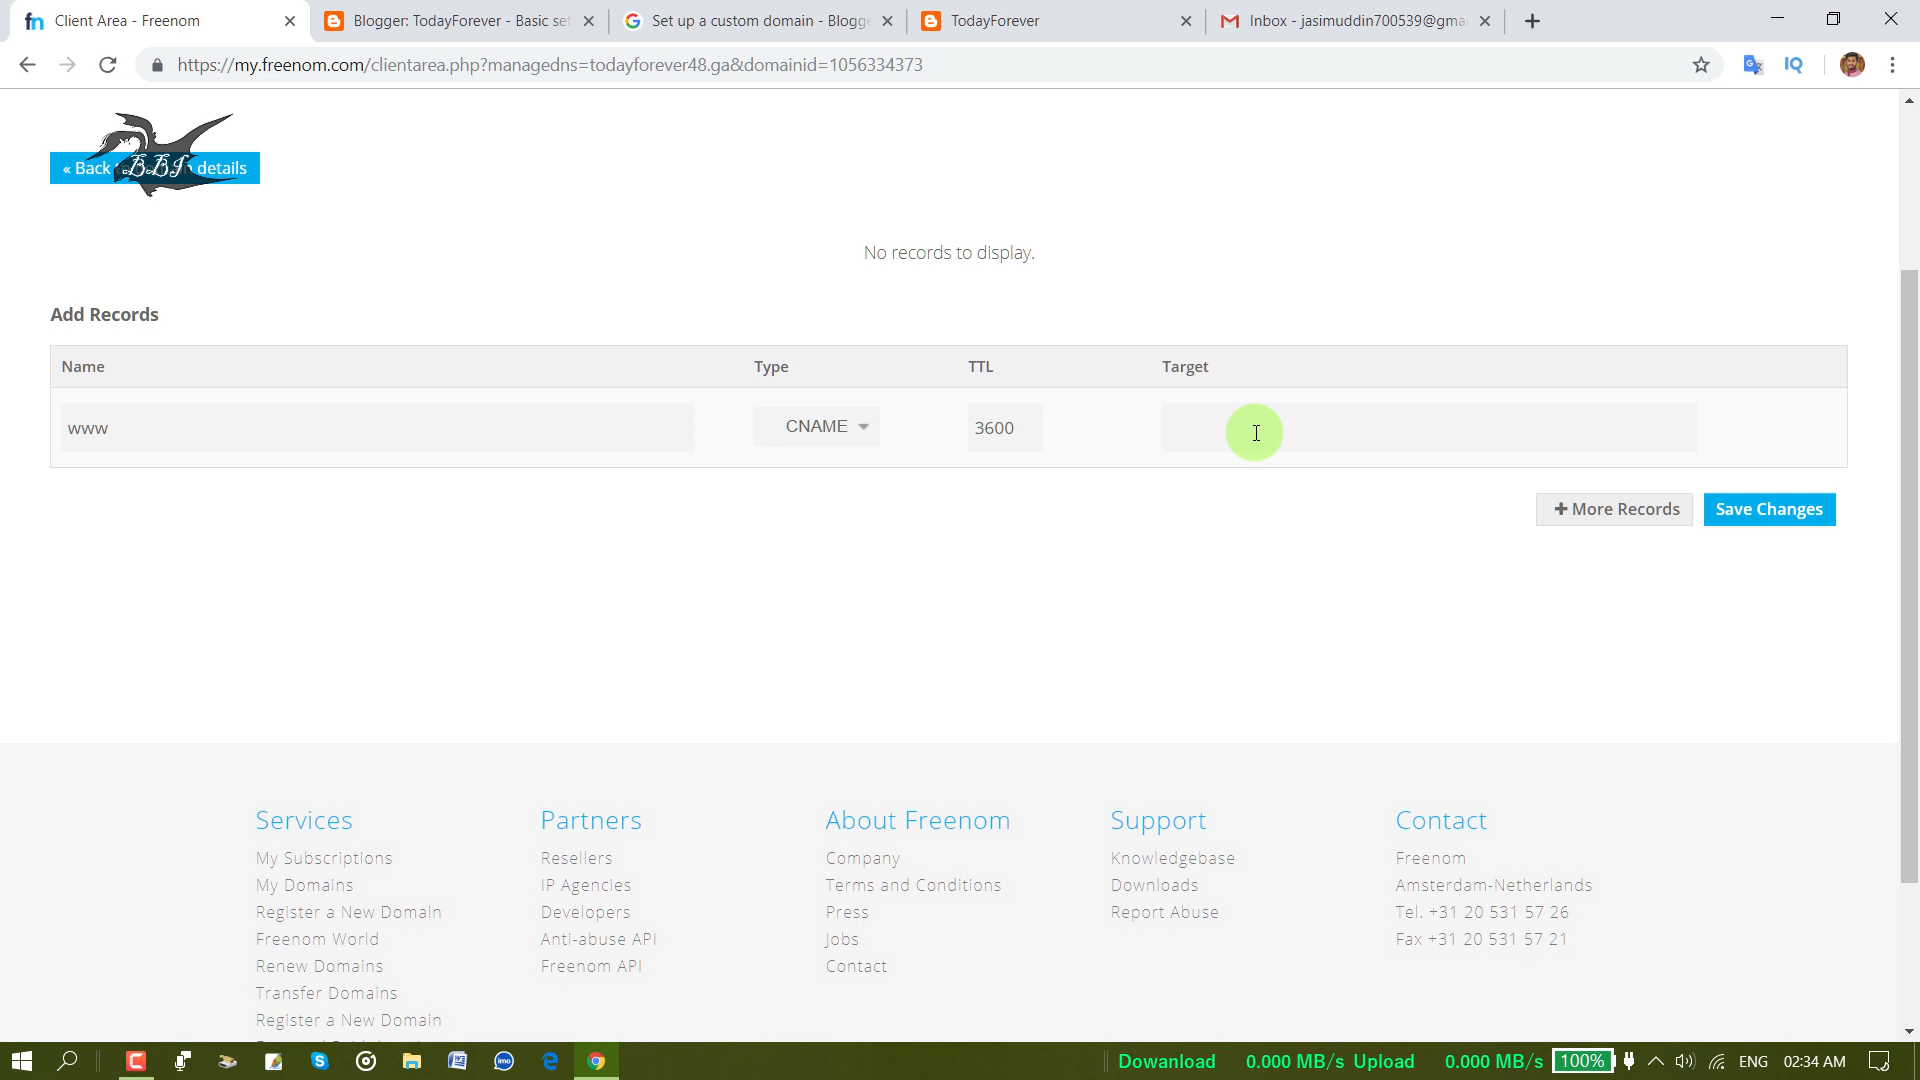 Client Area - Freenom
Blogger: TodayForever - Basic set
Set up a custom domain - Blogge
TodayForever
Inbox - jasimuddin700539@gma
https://my.freenom.com/clientarea.php?managedns=todayforever48.ga&domainid=1056334373
IQ
« Back details
BBJ
No records to display.
Add Records
Name Type TTL Target
www CNAME 3600
+ More Records Save Changes
Services Partners About Freenom Support Contact
My Subscriptions Resellers Company Knowledgebase Freenom
My Domains IP Agencies Terms and Conditions Downloads Amsterdam-Netherlands
Register a New Domain Developers Press Report Abuse Tel. +31 20 531 57 26
Freenom World Anti-abuse API Jobs Fax +31 20 531 57 21
Renew Domains Freenom API Contact
Transfer Domains
Register a New Domain
Dowanload 0.000 MB/s Upload 0.000 MB/s 100% ENG 02:34 AM